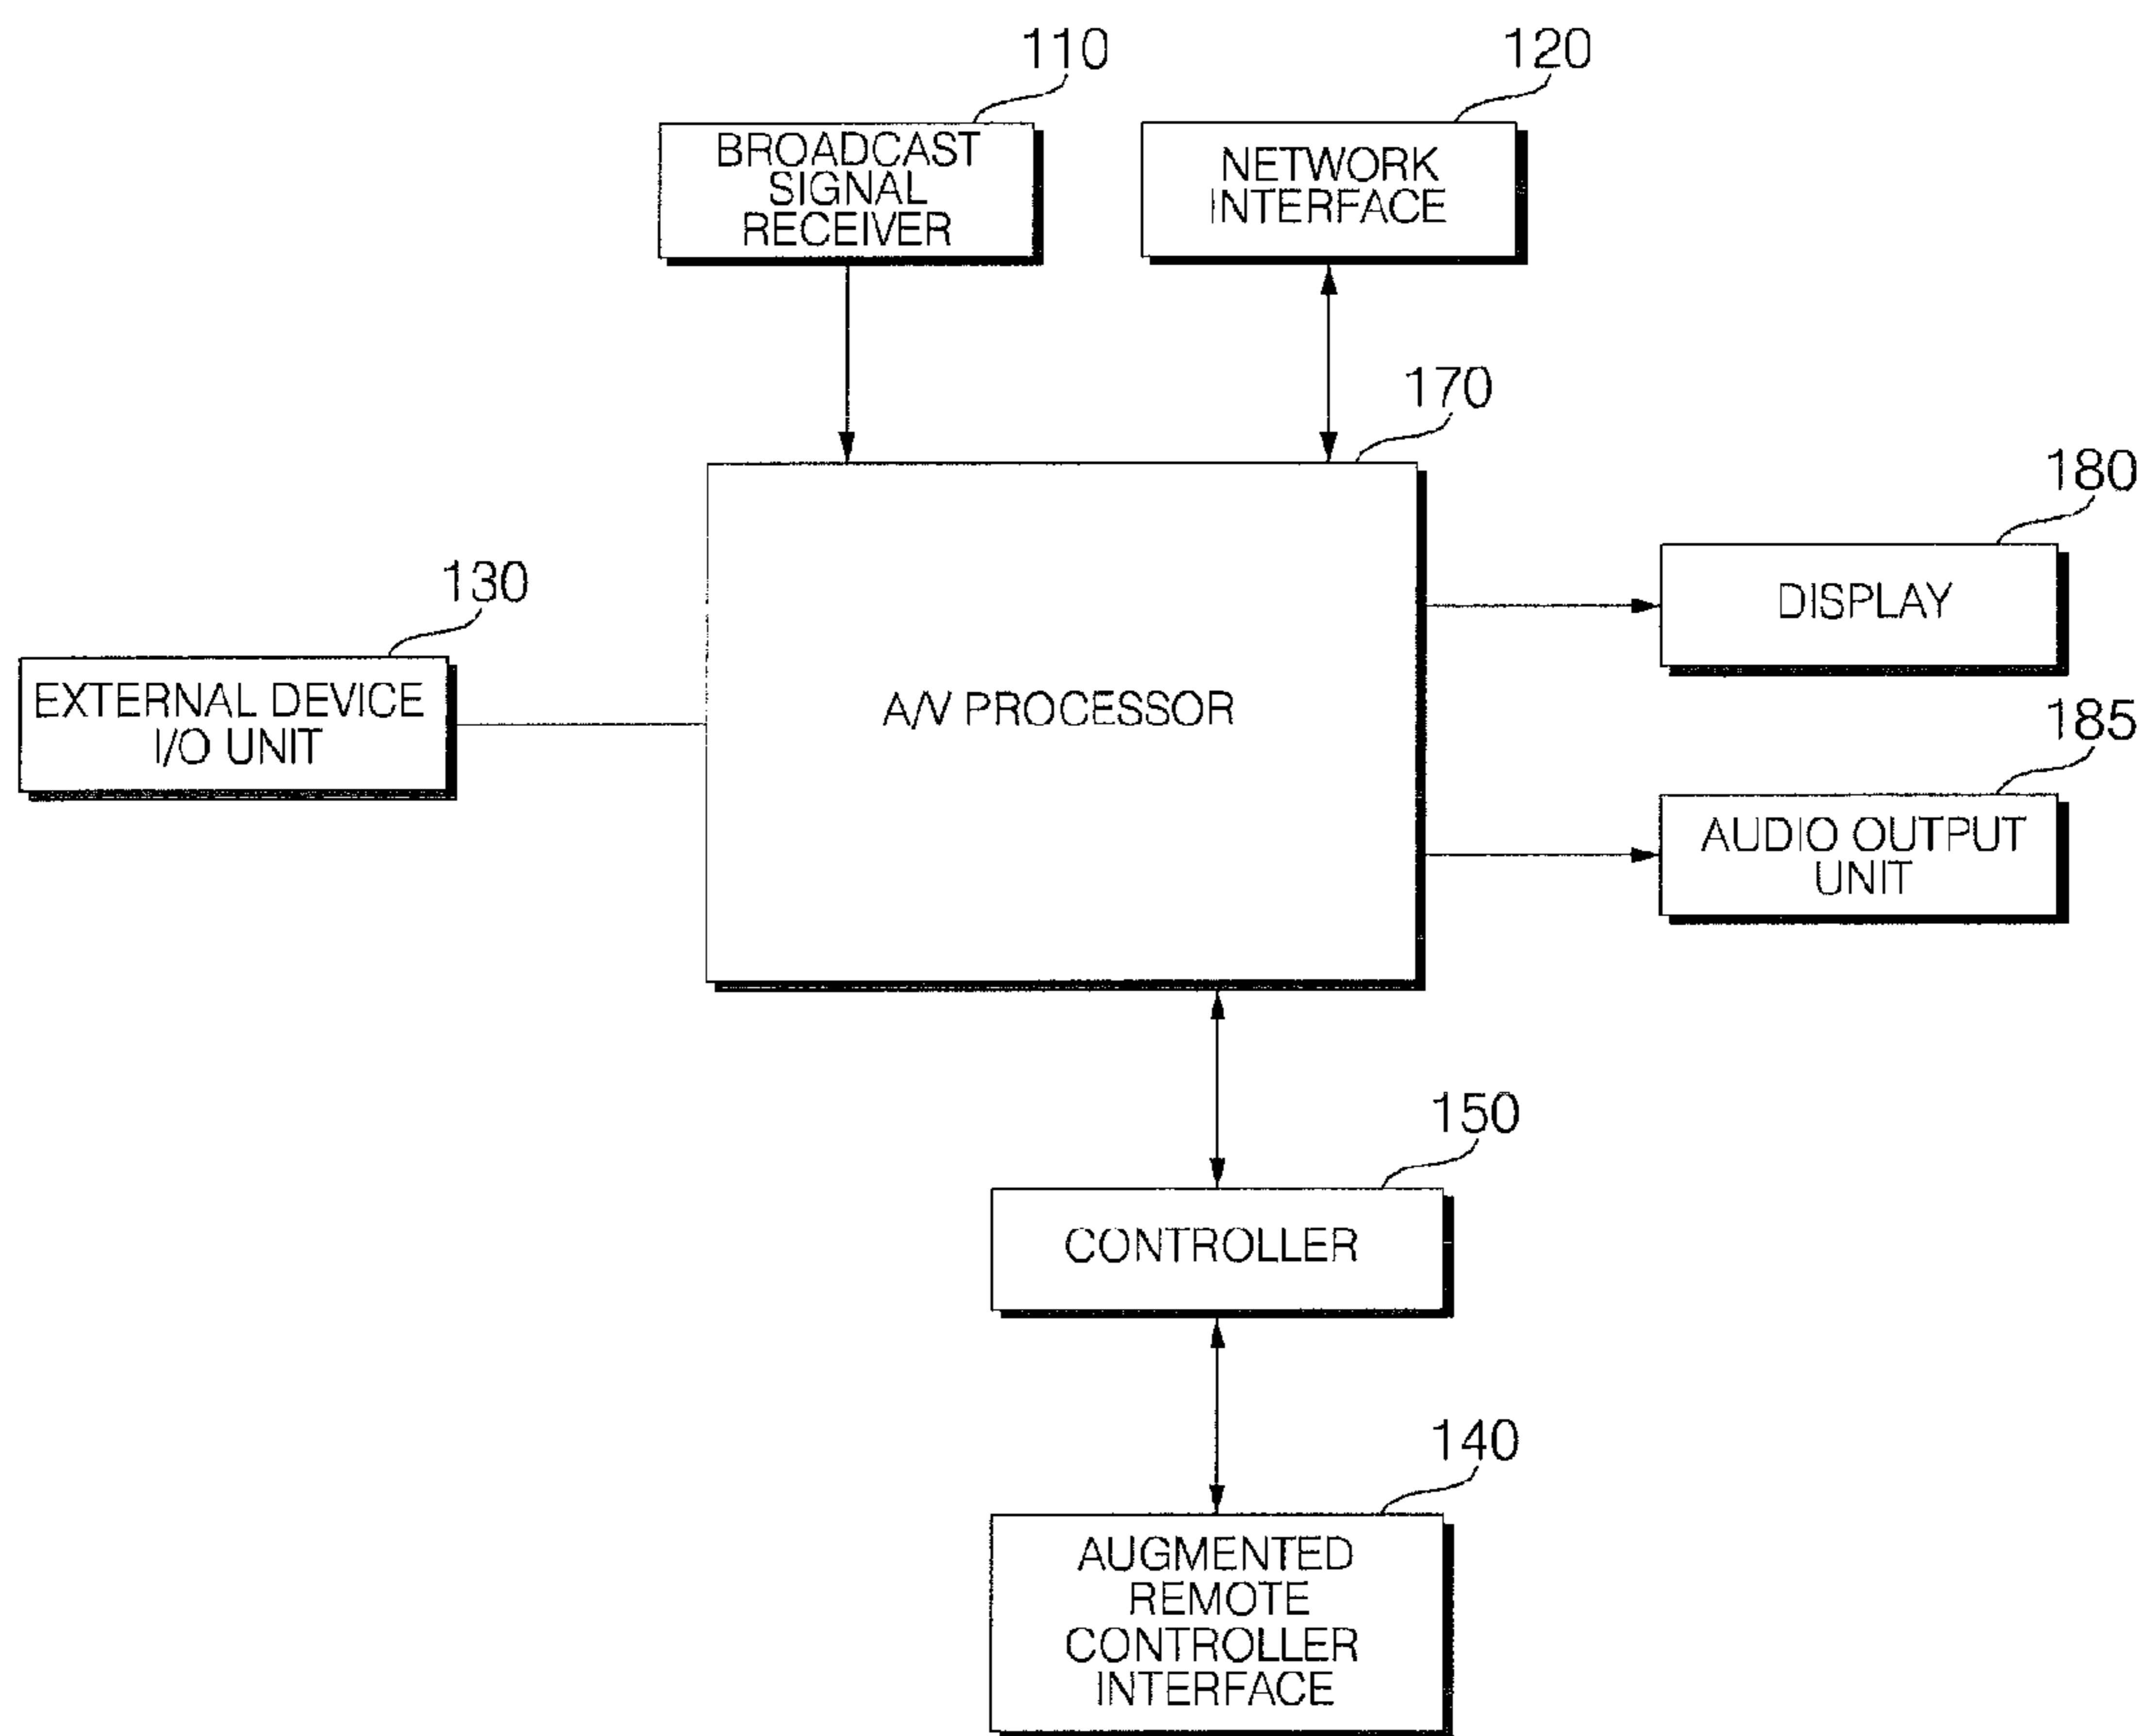 110
BROADCAST
SIGNAL
RECEIVER
120
NETWORK
INTERFACE
170
A/V PROCESSOR
130
EXTERNAL DEVICE
I/O UNIT
180
DISPLAY
185
AUDIO OUTPUT
UNIT
150
CONTROLLER
140
AUGMENTED
REMOTE
CONTROLLER
INTERFACE